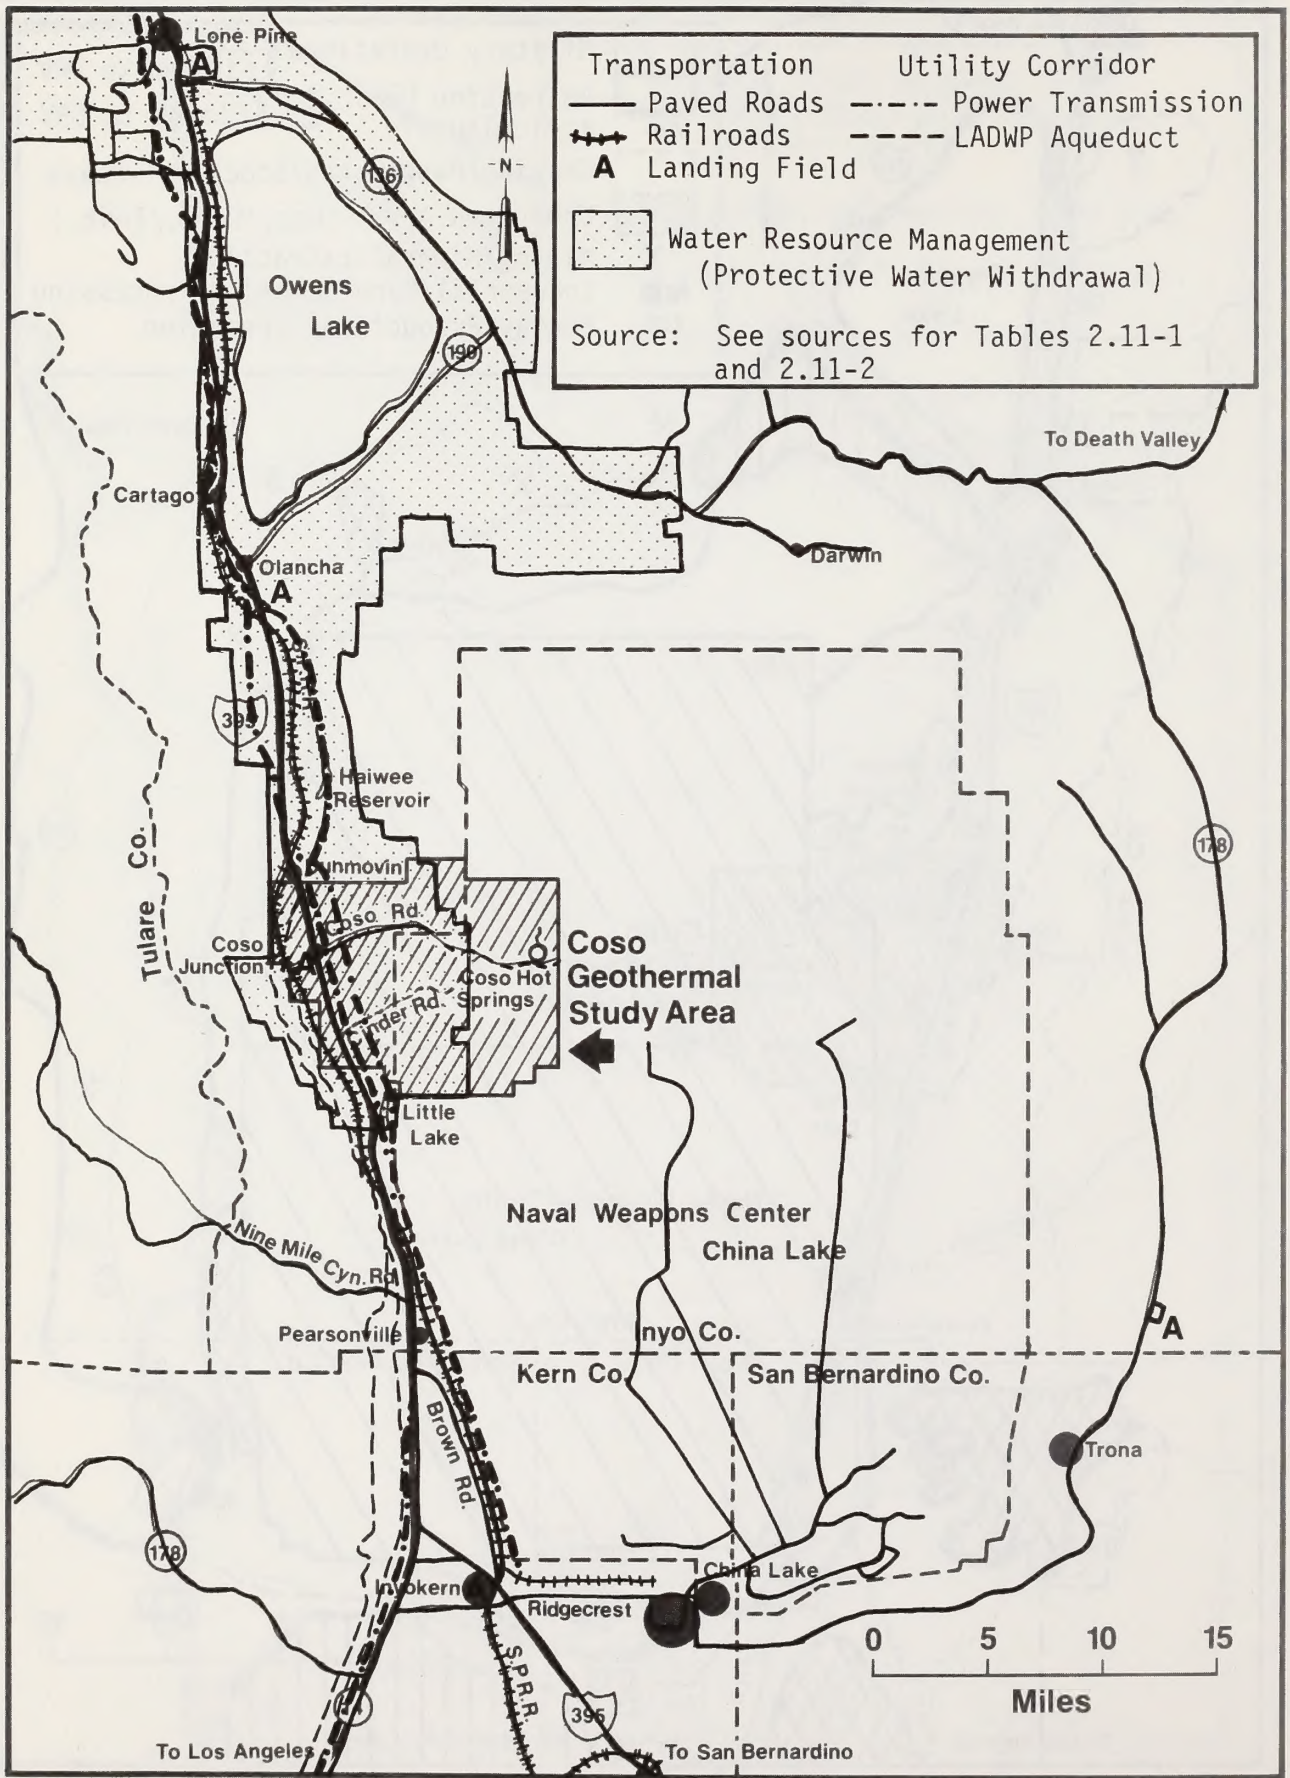 Lone Pine
A
Transportation
Utility Corridor
Paved Roads
Power Transmission
Railroads
LADWP Aqueduct
A Landing Field
Water Resource Management
(Protective Water Withdrawal)
Source: See sources for Tables 2.11-1
and 2.11-2
-N-
136
Owens
Lake
190
To Death Valley
Cartago
Olancha
A
Darwin
395
Haiwee
Reservoir
Tulare Co.
178
Coso Rd.
Coso
Junction
A
Coso Hot
Springs
Cinder Rd.
Coso
Geothermal
Study Area
Little
Lake
Naval Weapons Center
China Lake
Nine Mile Cyn. Rd.
Pearsonville
Inyo Co.
Kern Co.
San Bernardino Co.
A
Brown Rd.
Trona
178
Inyokern
China Lake
Ridgecrest
S.P.R.R.
395
0 5 10 15
Miles
To Los Angeles
To San Bernardino